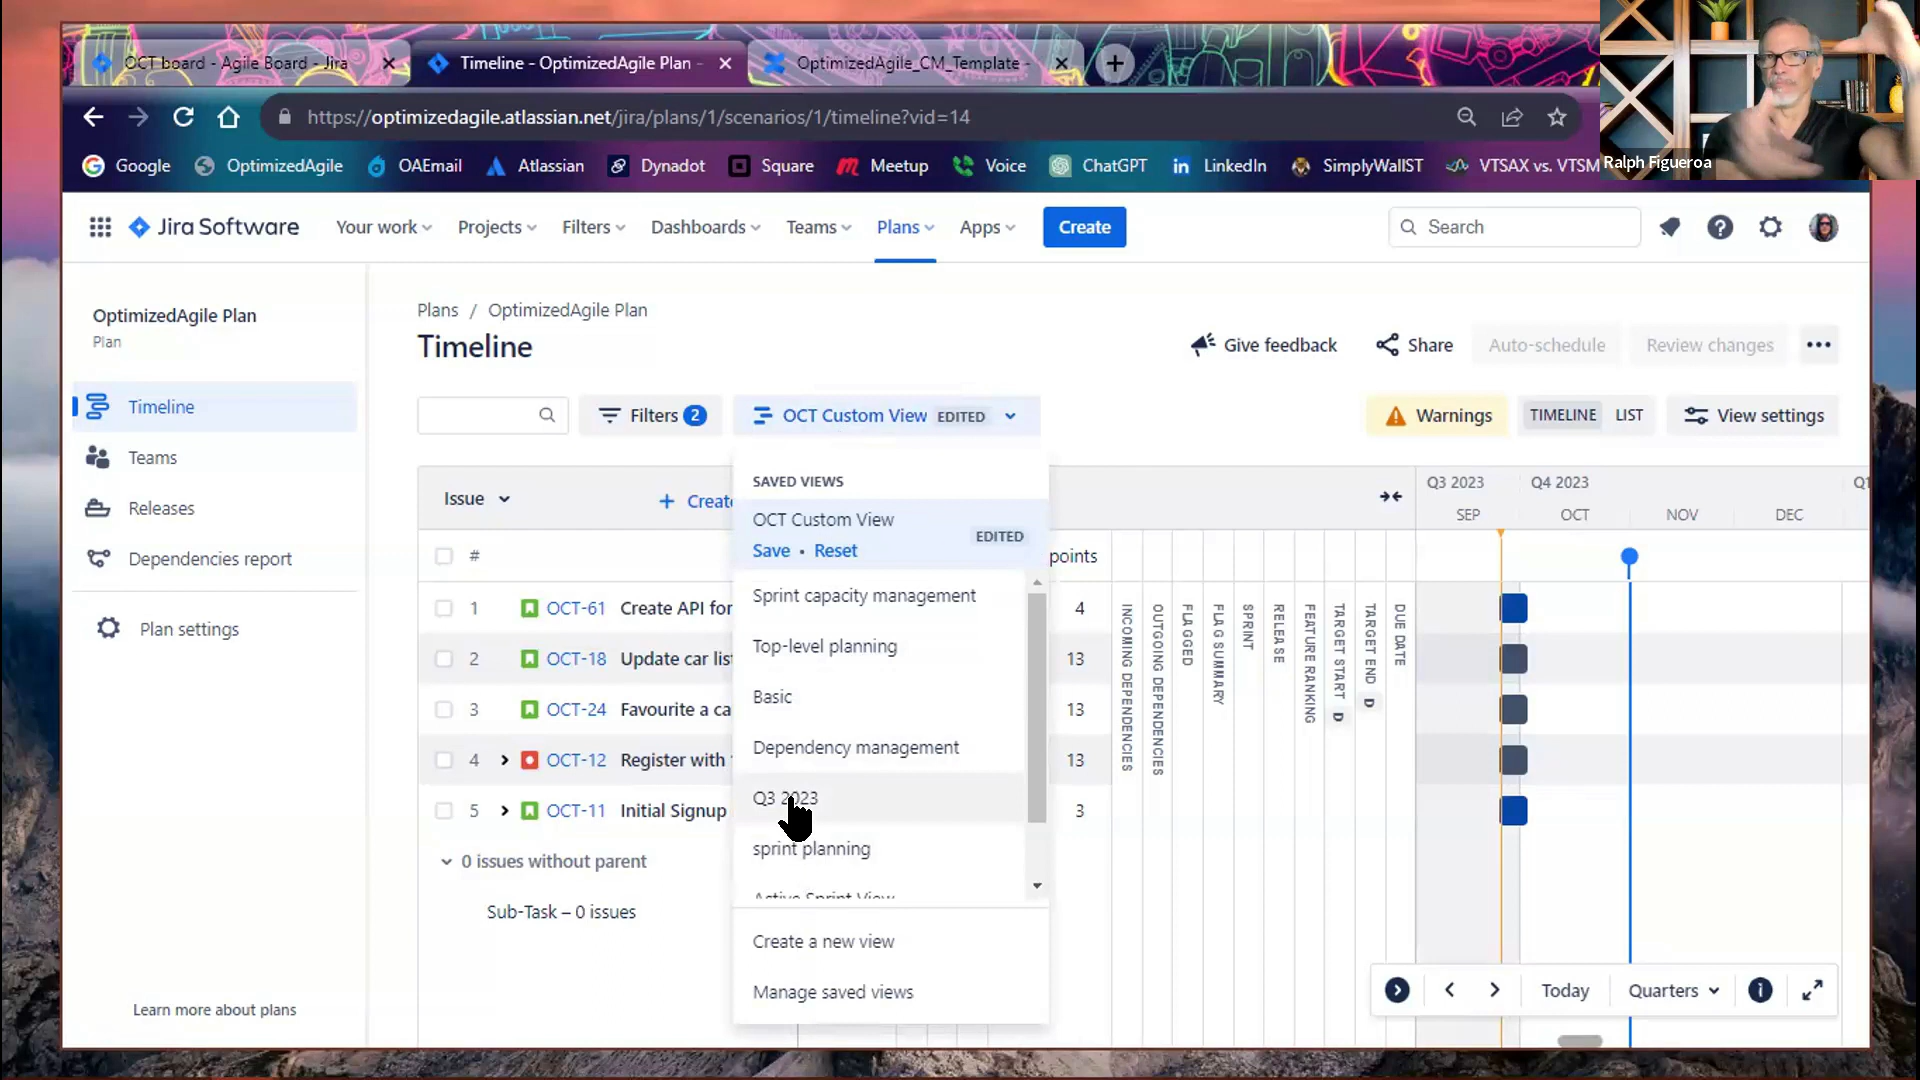 OCT board - Agile Board - Jira
Timeline - OptimizedAgile Plan -
OptimizedAgile_CM_Template -
https://optimizedagile.atlassian.net/jira/plans/1/scenarios/1/timeline?vid=14
Ralph Figueroa
Google
OptimizedAgile
OAEmail
Atlassian
Dynadot
Square
Meetup
Voice
ChatGPT
LinkedIn
SimplyWallST
VTSAX vs. VTSM
Jira Software
Your work
Projects
Filters
Dashboards
Teams
Plans
Apps
Create
Search
OptimizedAgile Plan
Plan
Timeline
Teams
Releases
Dependencies report
Plan settings
Learn more about plans
Plans / OptimizedAgile Plan
Timeline
Give feedback
Share
Auto-schedule
Review changes
Filters 2
OCT Custom View EDITED
Warnings
TIMELINE
LIST
View settings
Issue
+ Create
SAVED VIEWS
OCT Custom View
EDITED
Save • Reset
Sprint capacity management
Top-level planning
Basic
Dependency management
Q3 2023
sprint planning
Active Sprint View
Create a new view
Manage saved views
Q3 2023
Q4 2023
SEP
OCT
NOV
DEC
#
points
1 OCT-61 Create API for 4
2 OCT-18 Update car list 13
3 OCT-24 Favourite a ca 13
4 OCT-12 Register with 13
5 OCT-11 Initial Signup 3
0 issues without parent
Sub-Task – 0 issues
INCOMING DEPENDENCIES
OUTGOING DEPENDENCIES
FLAGGED
FLAG SUMMARY
SPRINT
RELEASE
FEATURE RANKING
TARGET START D
TARGET END D
DUE DATE
Today
Quarters